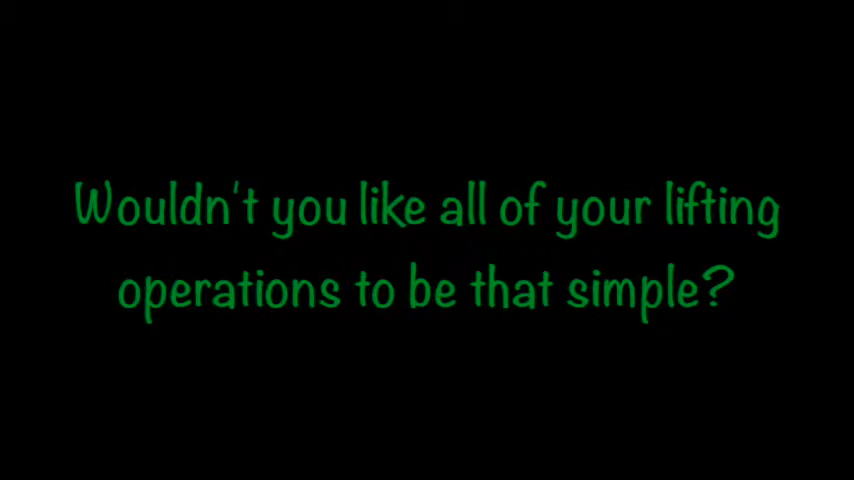 Wouldn't you like all of your lifting
operations to be that simple?